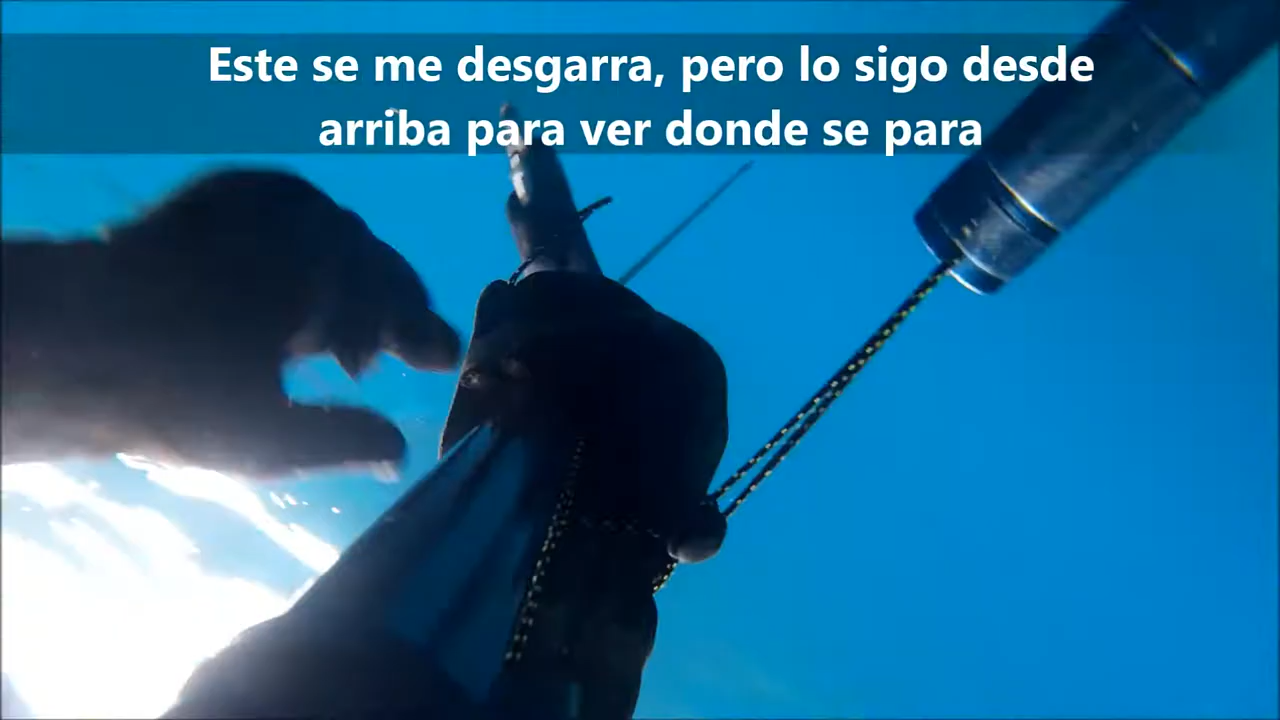 Este se me desgarra, pero lo sigo desde
arriba para ver donde se para